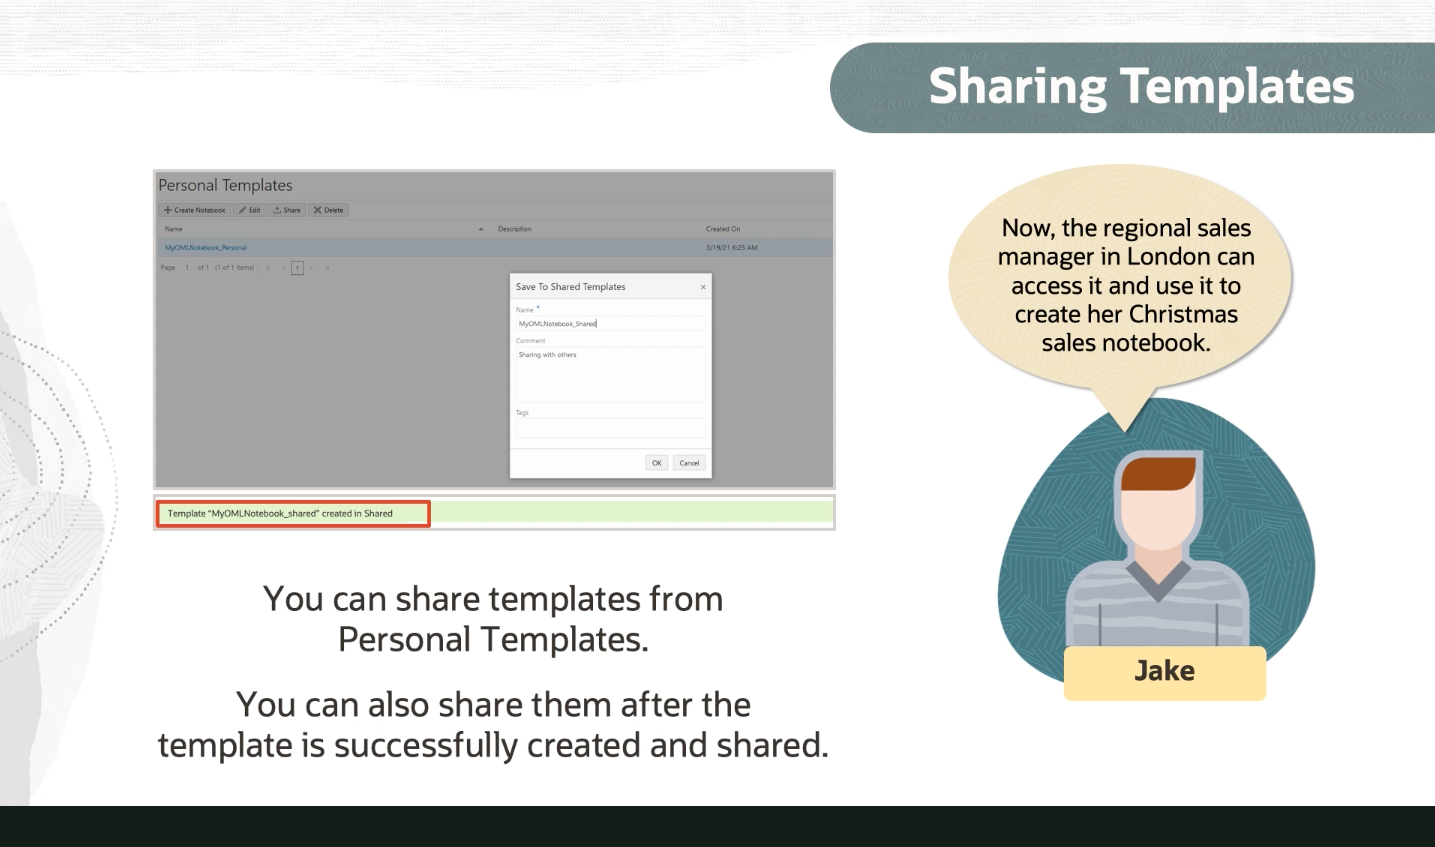 Sharing Templates
Personal Templates
Create Notebook Edit Share Delete
Name Description Created On
MyOMLNotebook_Personal 3/19/21 6:25 AM
Page 1 of 1 (1 of 1 items) 1
Save To Shared Templates ×
Name *
MyOMLNotebook_Shared
Comment
Sharing with others
Tags
OK Cancel
Template "MyOMLNotebook_shared" created in Shared
You can share templates from
Personal Templates.
You can also share them after the
template is successfully created and shared.
Now, the regional sales
manager in London can
access it and use it to
create her Christmas
sales notebook.
Jake